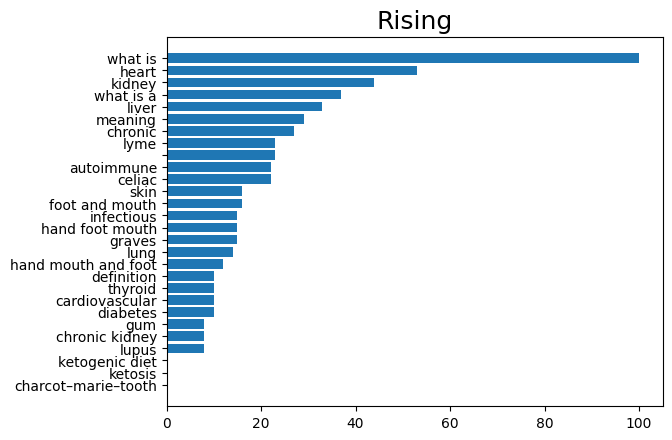 Rising
what is
heart
kidney
what is a
liver
meaning
chronic
lyme
autoimmune
celiac
skin
foot and mouth
infectious
hand foot mouth
graves
lung
hand mouth and foot
definition
thyroid
cardiovascular
diabetes
gum
chronic kidney
lupus
ketogenic diet
ketosis
charcot–marie–tooth
0 20 40 60 80 100